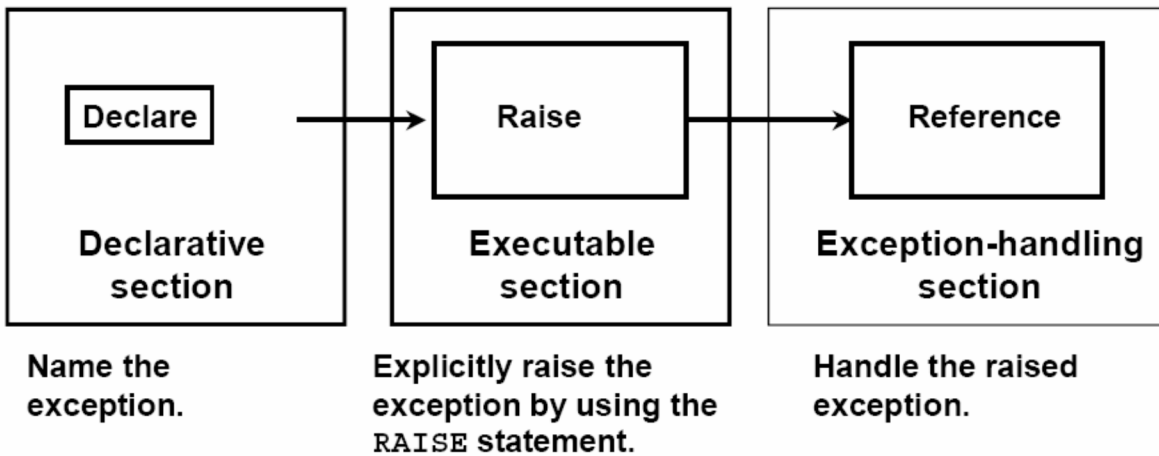 Declare
Raise
Reference
Declarative
section
Executable
section
Exception-handling
section
Name the
exception.
Explicitly raise the
exception by using the
RAISE statement.
Handle the raised
exception.